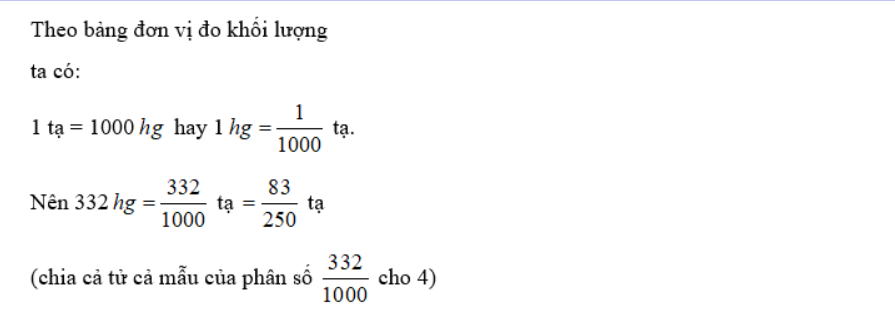 Theo bảng đơn vị đo khối lượng
ta có:
1 tạ = 1000 hg hay 1 hg = 1/1000 tạ.
Nên 332 hg = 332/1000 tạ = 83/250 tạ
(chia cả tử cả mẫu của phân số 332/1000 cho 4)